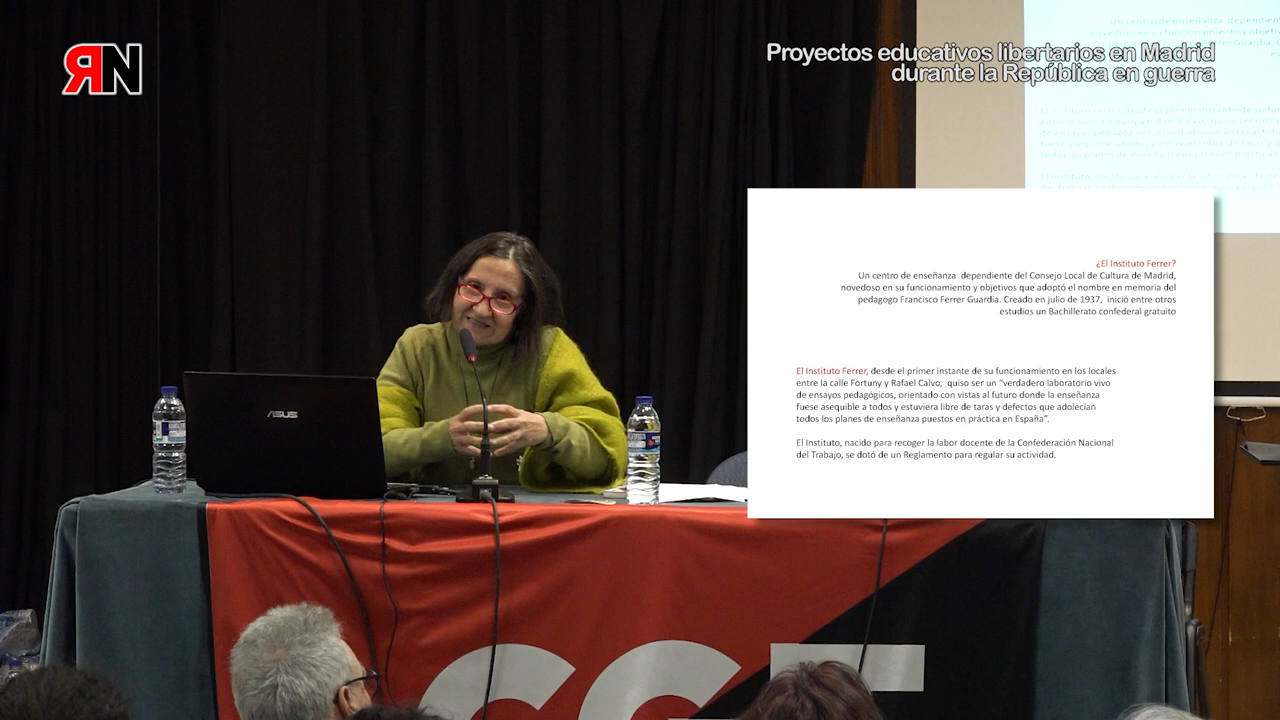 ЯN
Proyectos educativos libertarios en Madrid
durante la República en guerra
¿El Instituto Ferrer?
Un centro de enseñanza dependiente del Consejo Local de Cultura de Madrid,
novedoso en su funcionamiento y objetivos que adoptó el nombre en memoria del
pedagogo Francisco Ferrer Guardia. Creado en julio de 1937, inició entre otros
estudios un Bachillerato confederal gratuito
El Instituto Ferrer, desde el primer instante de su funcionamiento en los locales
entre la calle Fortuny y Rafael Calvo, quiso ser un “verdadero laboratorio vivo
de ensayos pedagógicos, orientado con vistas al futuro donde la enseñanza
fuese asequible a todos y estuviera libre de taras y defectos que adolecían
todos los planes de enseñanza puestos en práctica en España”.
El Instituto, nacido para recoger la labor docente de la Confederación Nacional
del Trabajo, se dotó de un Reglamento para regular su actividad.
ASUS
CGT